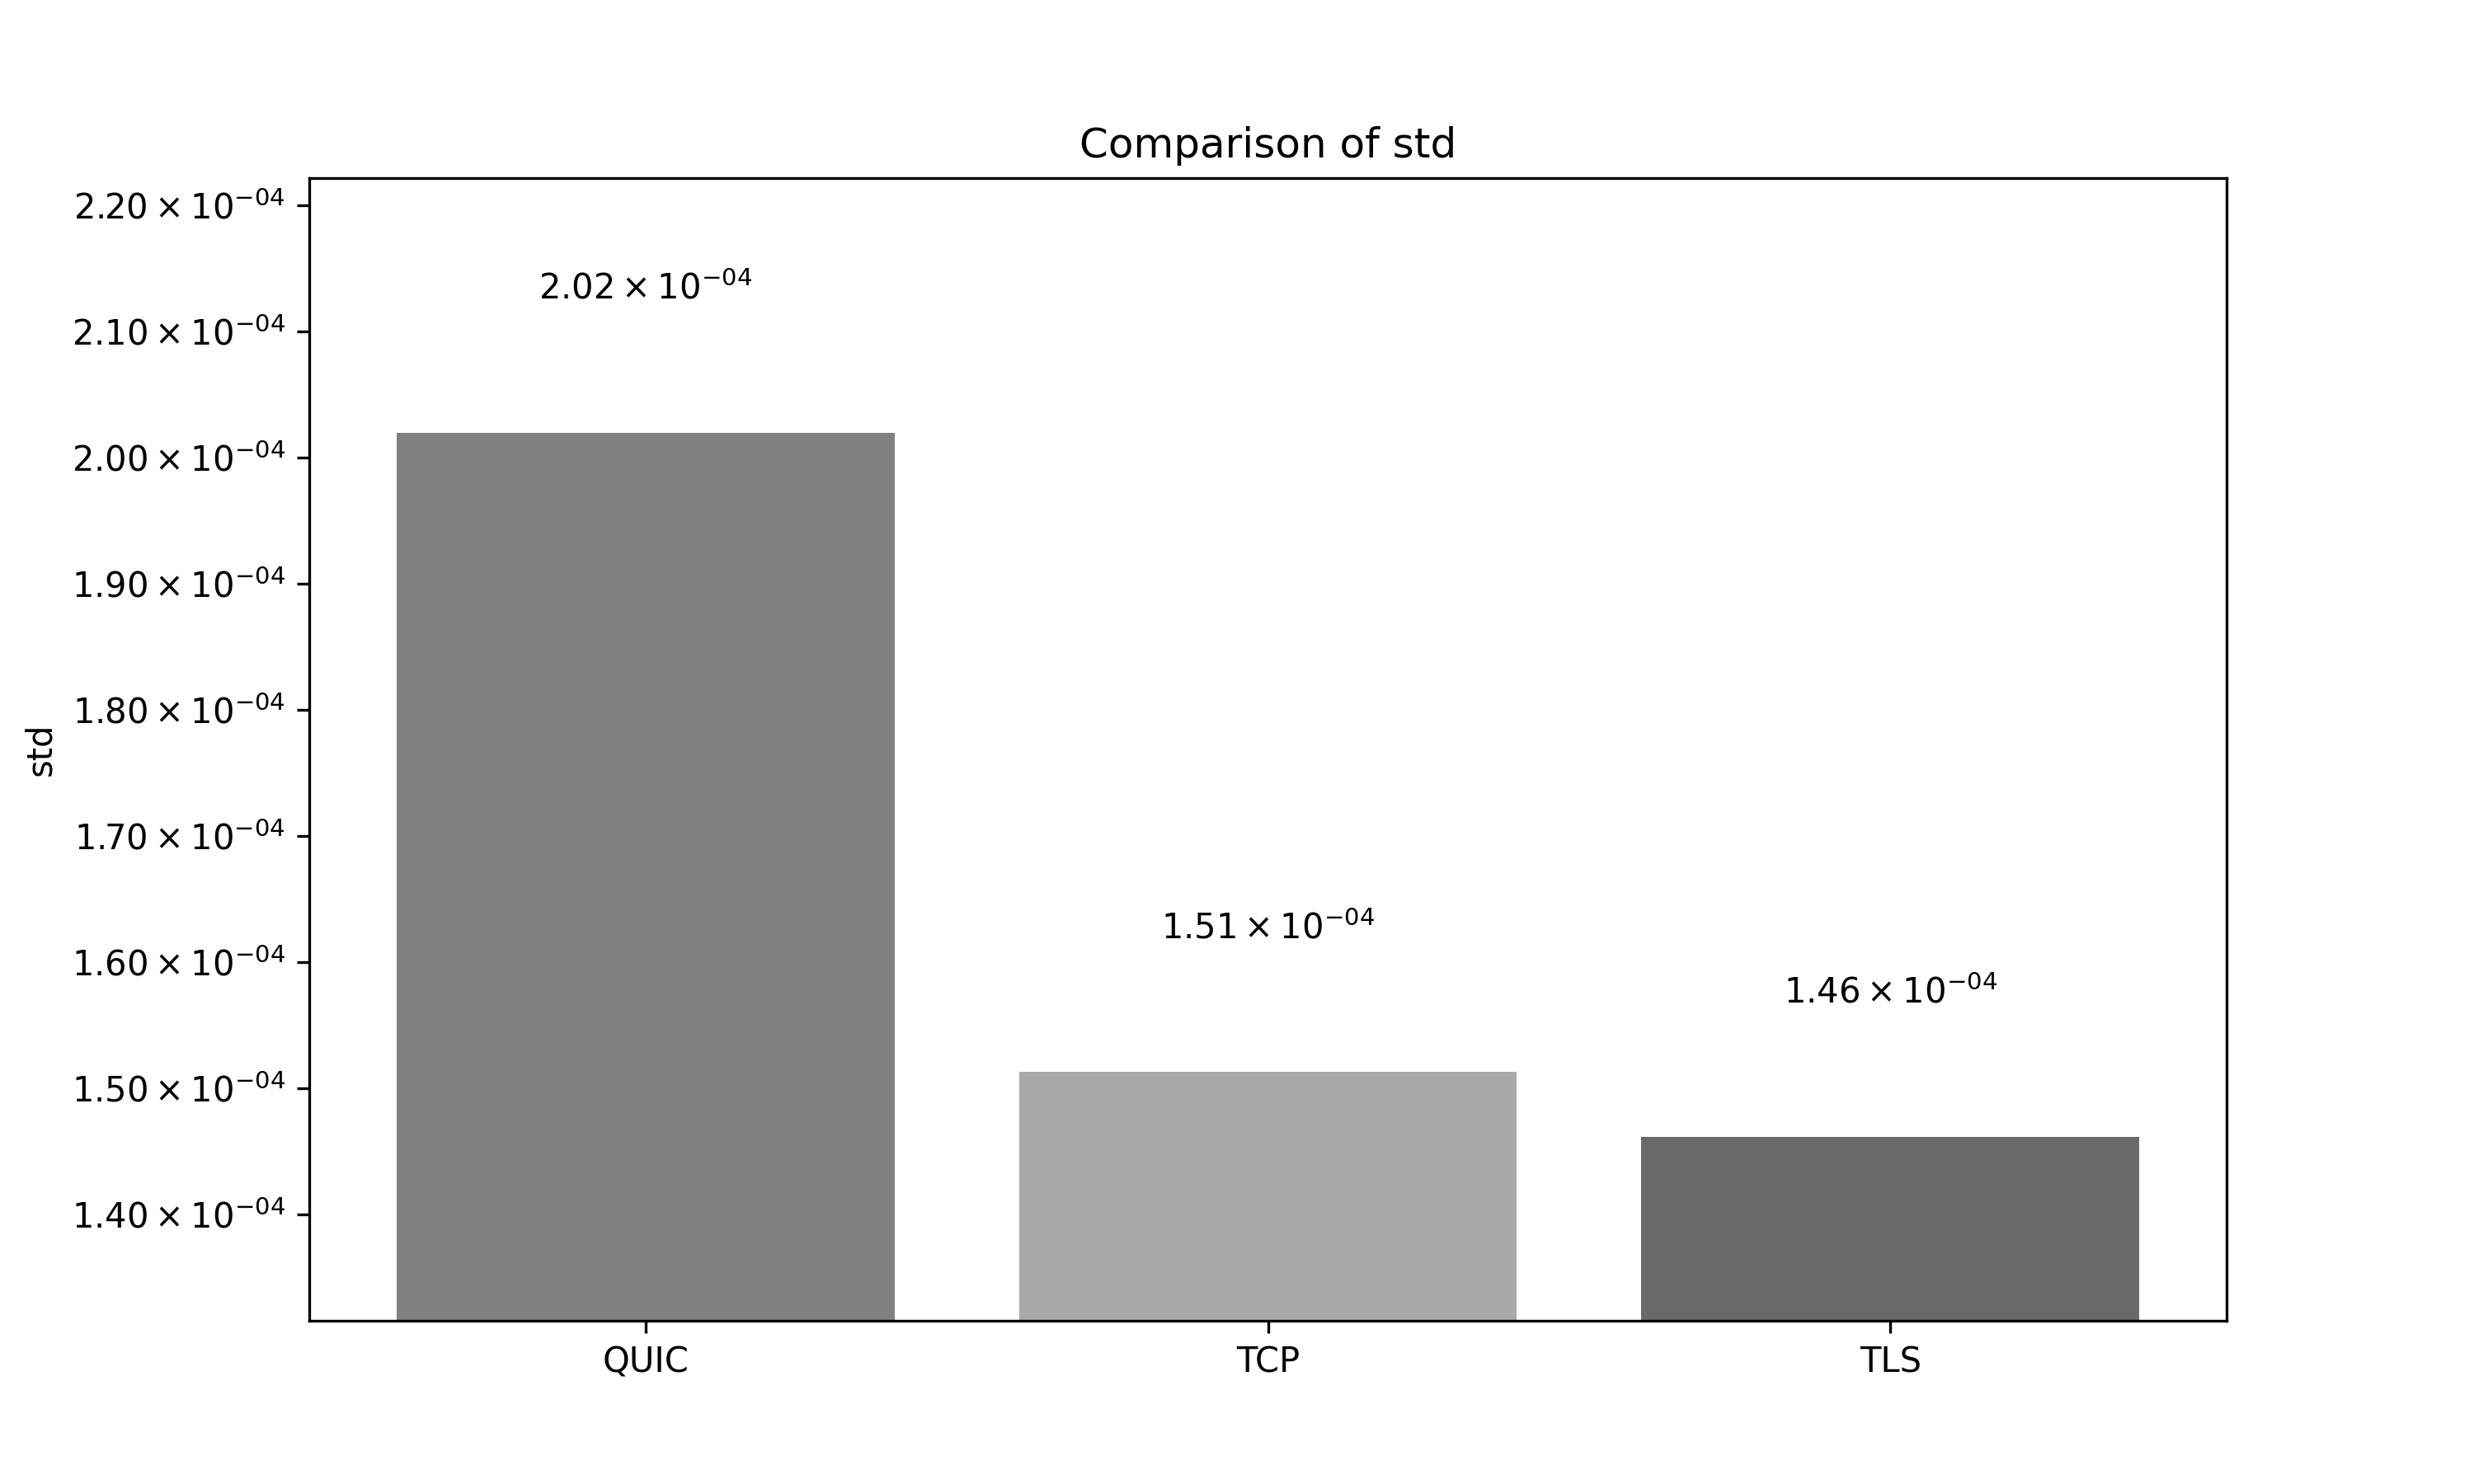 Comparison of std
2.20 × 10⁻⁰⁴
2.10 × 10⁻⁰⁴
2.00 × 10⁻⁰⁴
1.90 × 10⁻⁰⁴
1.80 × 10⁻⁰⁴
1.70 × 10⁻⁰⁴
1.60 × 10⁻⁰⁴
1.50 × 10⁻⁰⁴
1.40 × 10⁻⁰⁴
std
2.02 × 10⁻⁰⁴
1.51 × 10⁻⁰⁴
1.46 × 10⁻⁰⁴
QUIC
TCP
TLS